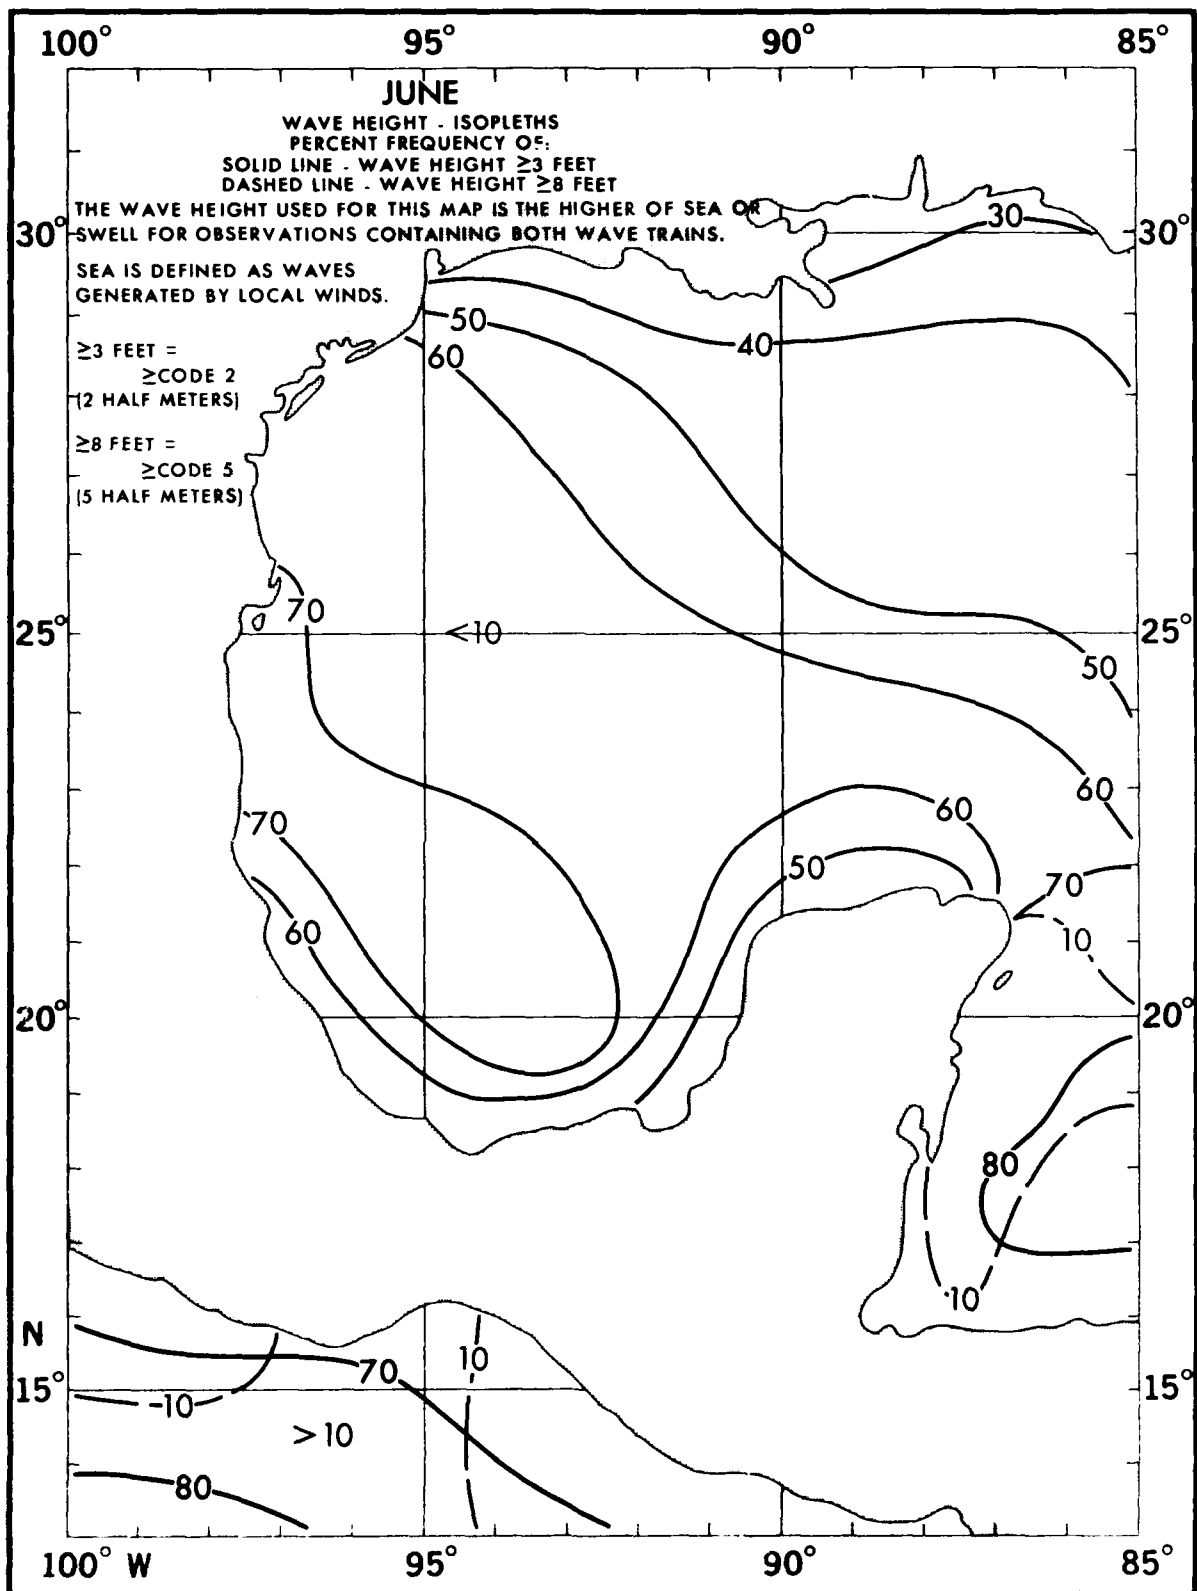 100° 95° 90° 85°
JUNE
WAVE HEIGHT - ISOPLETHS
PERCENT FREQUENCY OF:
SOLID LINE - WAVE HEIGHT ≥3 FEET
DASHED LINE - WAVE HEIGHT ≥8 FEET
THE WAVE HEIGHT USED FOR THIS MAP IS THE HIGHER OF SEA OR
SWELL FOR OBSERVATIONS CONTAINING BOTH WAVE TRAINS.
30° 30 30°
SEA IS DEFINED AS WAVES
GENERATED BY LOCAL WINDS.
50
40
60
≥3 FEET =
≥CODE 2
(2 HALF METERS)
≥8 FEET =
≥CODE 5
(5 HALF METERS)
70
25° <10 25°
50
60
60
70
50
70
60
10
20° 20°
80
10
N
10
70
15° 15°
10
>10
80
100° W 95° 90° 85°